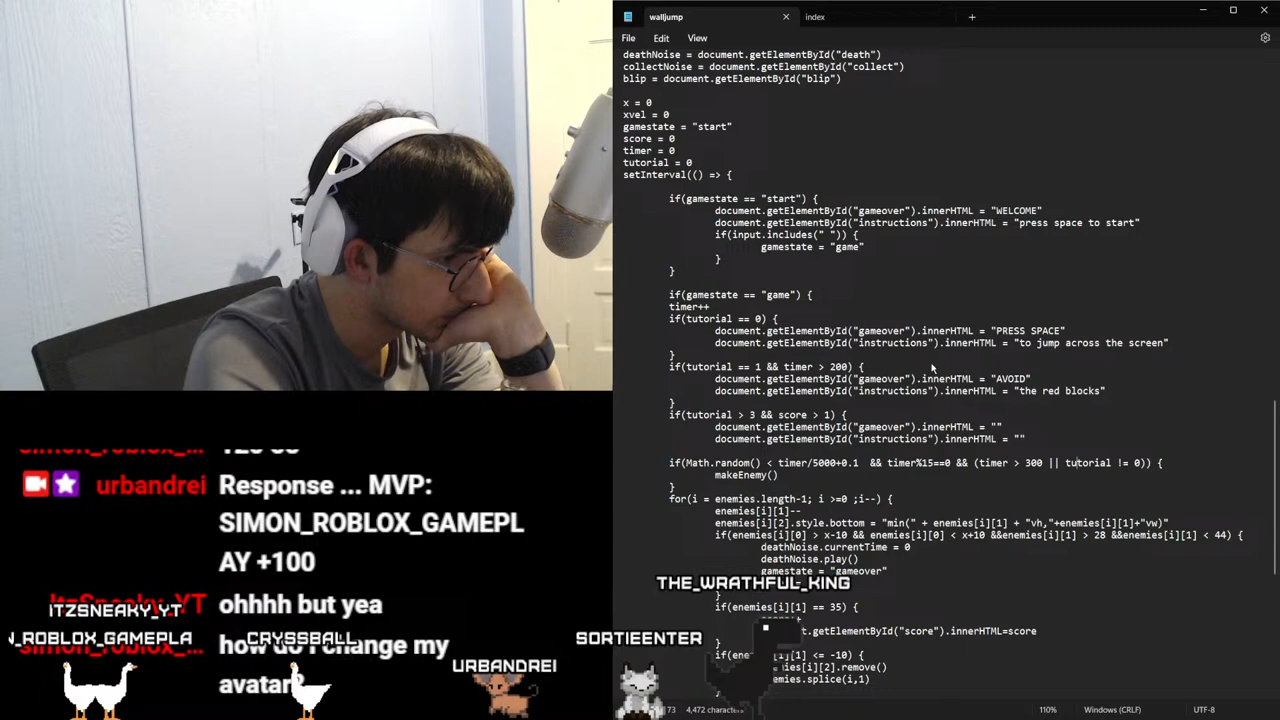 walljump
index
File
Edit
View
deathNoise = document.getElementById("death")
collectNoise = document.getElementById("collect")
blip = document.getElementById("blip")
x = 0
xvel = 0
gamestate = "start"
score = 0
timer = 0
tutorial = 0
setInterval(() => {
if(gamestate == "start") {
document.getElementById("gameover").innerHTML = "WELCOME"
document.getElementById("instructions").innerHTML = "press space to start"
if(input.includes(" ")) {
gamestate = "game"
}
}
if(gamestate == "game") {
timer++
if(tutorial == 0) {
document.getElementById("gameover").innerHTML = "PRESS SPACE"
document.getElementById("instructions").innerHTML = "to jump across the screen"
}
if(tutorial == 1 && timer > 200) {
document.getElementById("gameover").innerHTML = "AVOID"
document.getElementById("instructions").innerHTML = "the red blocks"
}
if(tutorial > 3 && score > 1) {
document.getElementById("gameover").innerHTML = ""
document.getElementById("instructions").innerHTML = ""
if(Math.random() < timer/5000+0.1  && timer%15==0 && (timer > 300 || tutorial != 0)) {
makeEnemy()
}
for(i = enemies.length-1; i >=0 ;i--) {
enemies[i][1]--
enemies[i][2].style.bottom = "min(" + enemies[i][1] + "vh,"+enemies[i][1]+"vw)"
if(enemies[i][0] > x-10 && enemies[i][0] < x+10 &&enemies[i][1] > 28 &&enemies[i][1] < 44) {
deathNoise.currentTime = 0
deathNoise.play()
gamestate = "gameover"
}
if(enemies[i][1] == 35) {
.getElementById("score").innerHTML=score
}
if(ene [1] <= -10) {
ies[i][2].remove()
emies.splice(i,1)
73
4,472 characters
110%
Windows (CRLF)
UTF-8
urbandrei Response ... MVP:
SIMON_ROBLOX_GAMEPL
AY +100
ItzSneaky_YT ohhhh but yea
simon_roblox_... how do i change my
avatar?
ITZSNEAKY_YT
N_ROBLOX_GAMEPLA
CRYSSBALL
URBANDREI
SORTIEENTER
THE_WRATHFUL_KING